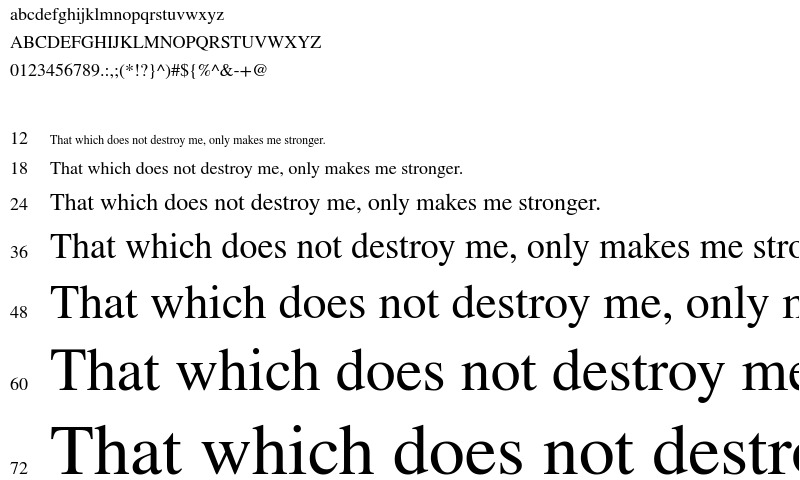 abcdefghijklmnopqrstuvwxyz
ABCDEFGHIJKLMNOPQRSTUVWXYZ
0123456789.:,;(*!?}^)#${%^&-+@
12 That which does not destroy me, only makes me stronger.
18 That which does not destroy me, only makes me stronger.
24 That which does not destroy me, only makes me stronger.
36 That which does not destroy me, only makes me stro
48 That which does not destroy me, only m
60 That which does not destroy me
72 That which does not destro